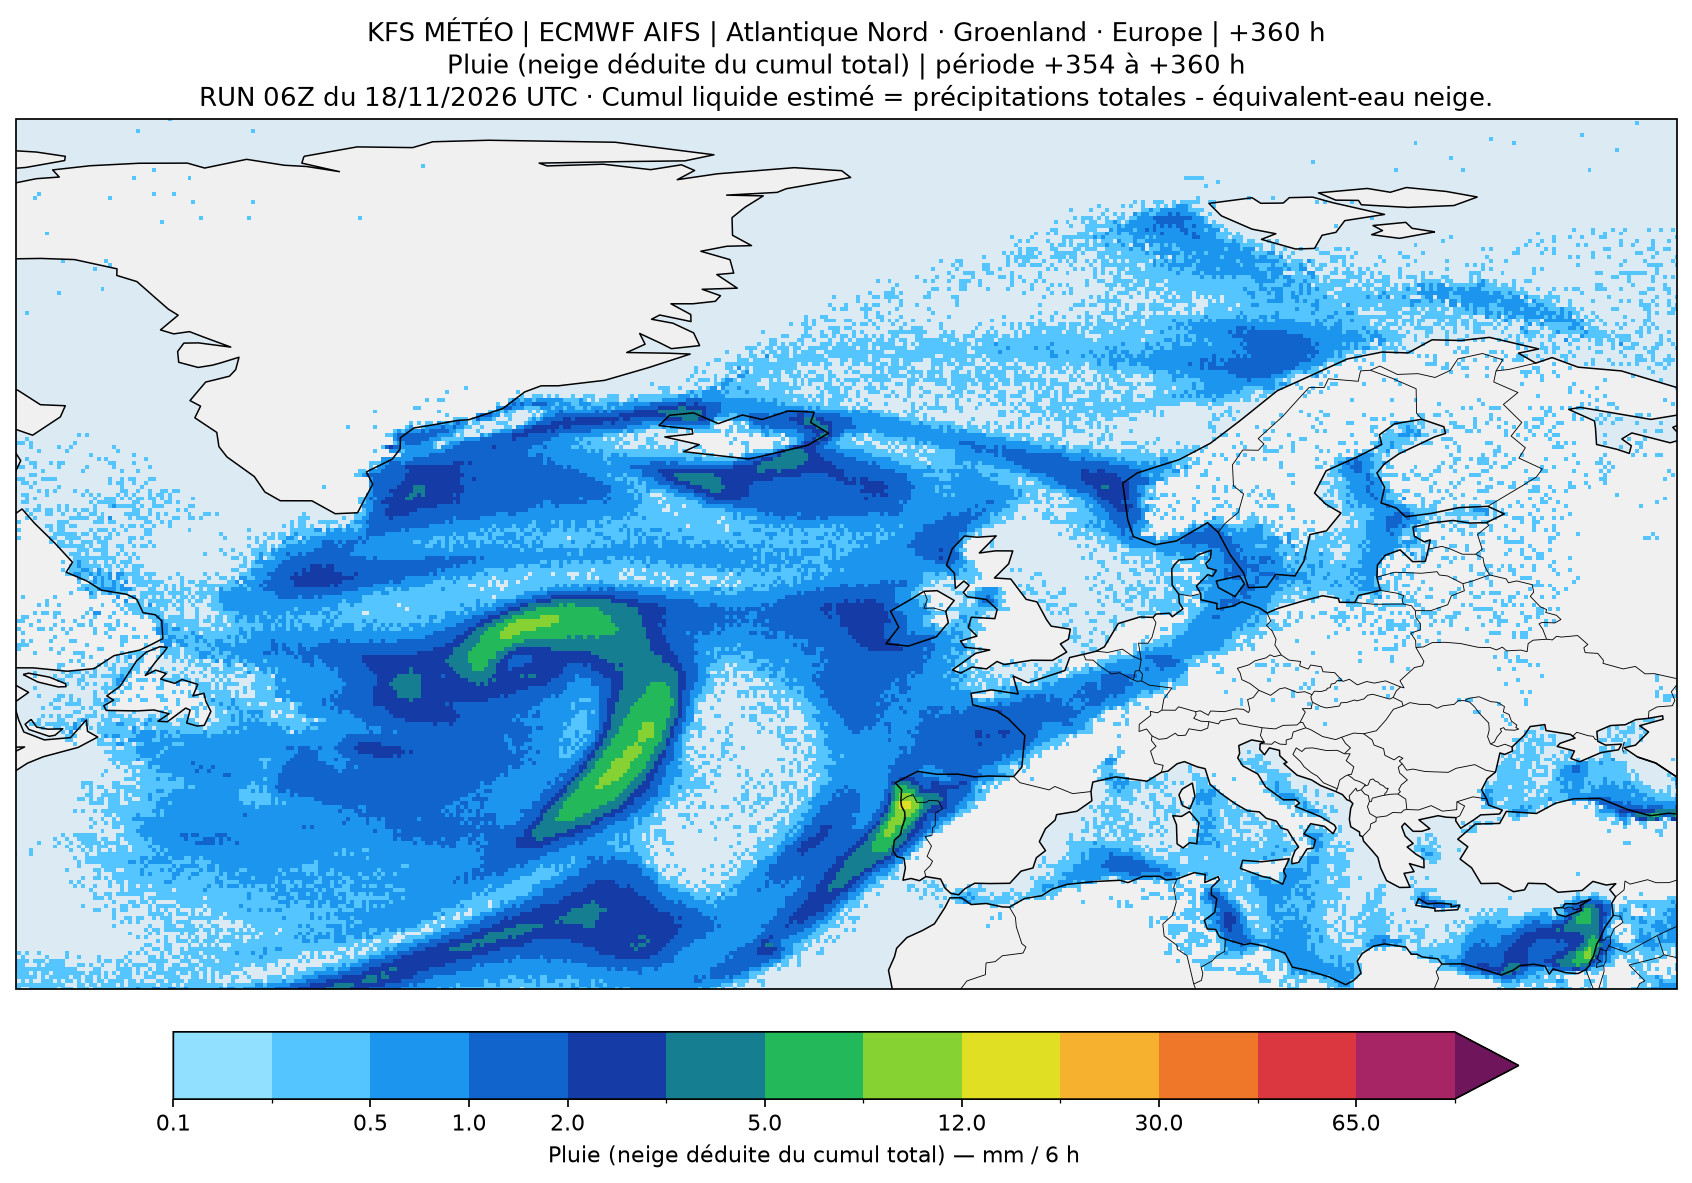 KFS MÉTÉO | ECMWF AIFS | Atlantique Nord · Groenland · Europe | +360 h
Pluie (neige déduite du cumul total) | période +354 à +360 h
RUN 06Z du 18/11/2026 UTC · Cumul liquide estimé = précipitations totales - équivalent-eau neige.
0.1 0.5 1.0 2.0 5.0 12.0 30.0 65.0
Pluie (neige déduite du cumul total) — mm / 6 h